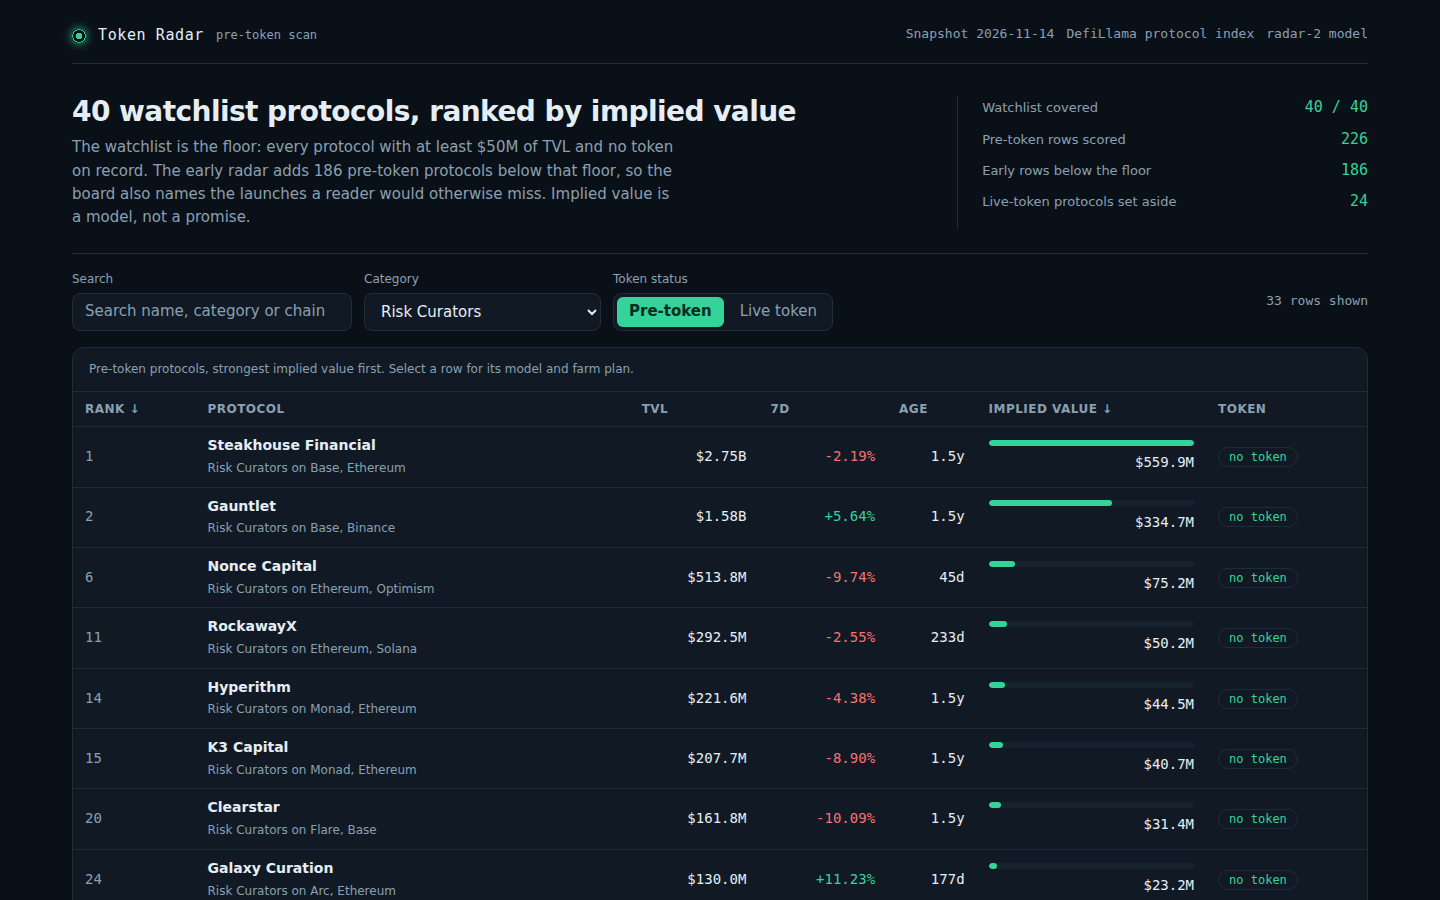 Token Radar pre-token scan
Snapshot 2026-11-14 DefiLlama protocol index radar-2 model
40 watchlist protocols, ranked by implied value
The watchlist is the floor: every protocol with at least $50M of TVL and no token
on record. The early radar adds 186 pre-token protocols below that floor, so the
board also names the launches a reader would otherwise miss. Implied value is
a model, not a promise.
Watchlist covered 40 / 40
Pre-token rows scored 226
Early rows below the floor 186
Live-token protocols set aside 24
Search
Category
Token status
Search name, category or chain
Risk Curators
Pre-token
Live token
33 rows shown
Pre-token protocols, strongest implied value first. Select a row for its model and farm plan.
RANK ↓ PROTOCOL TVL 7D AGE IMPLIED VALUE ↓ TOKEN
1 Steakhouse Financial $2.75B -2.19% 1.5y $559.9M no token
Risk Curators on Base, Ethereum
2 Gauntlet $1.58B +5.64% 1.5y $334.7M no token
Risk Curators on Base, Binance
6 Nonce Capital $513.8M -9.74% 45d $75.2M no token
Risk Curators on Ethereum, Optimism
11 RockawayX $292.5M -2.55% 233d $50.2M no token
Risk Curators on Ethereum, Solana
14 Hyperithm $221.6M -4.38% 1.5y $44.5M no token
Risk Curators on Monad, Ethereum
15 K3 Capital $207.7M -8.90% 1.5y $40.7M no token
Risk Curators on Monad, Ethereum
20 Clearstar $161.8M -10.09% 1.5y $31.4M no token
Risk Curators on Flare, Base
24 Galaxy Curation $130.0M +11.23% 177d $23.2M no token
Risk Curators on Arc, Ethereum